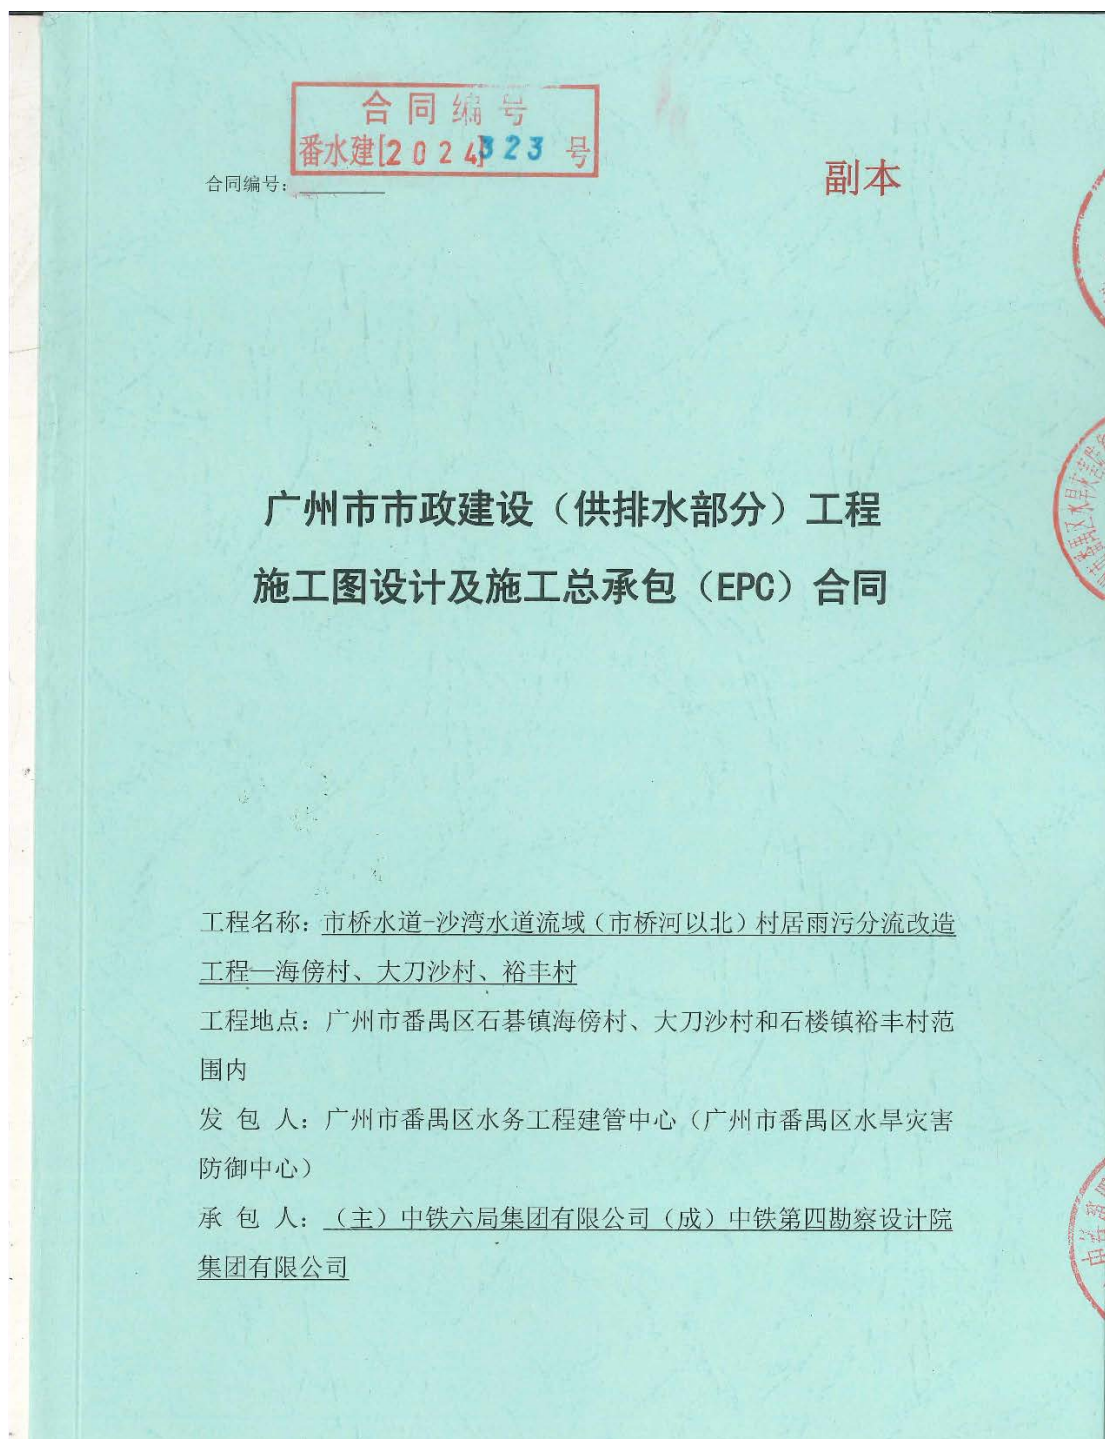 合同编号
番水建[2024]323 号
合同编号：
副本
广州市市政建设（供排水部分）工程
施工图设计及施工总承包（EPC）合同
工程名称：市桥水道-沙湾水道流域（市桥河以北）村居雨污分流改造
工程—海傍村、大刀沙村、裕丰村
工程地点：广州市番禺区石碁镇海傍村、大刀沙村和石楼镇裕丰村范
围内
发 包 人：广州市番禺区水务工程建管中心（广州市番禺区水旱灾害
防御中心）
承 包 人：（主）中铁六局集团有限公司（成）中铁第四勘察设计院
集团有限公司